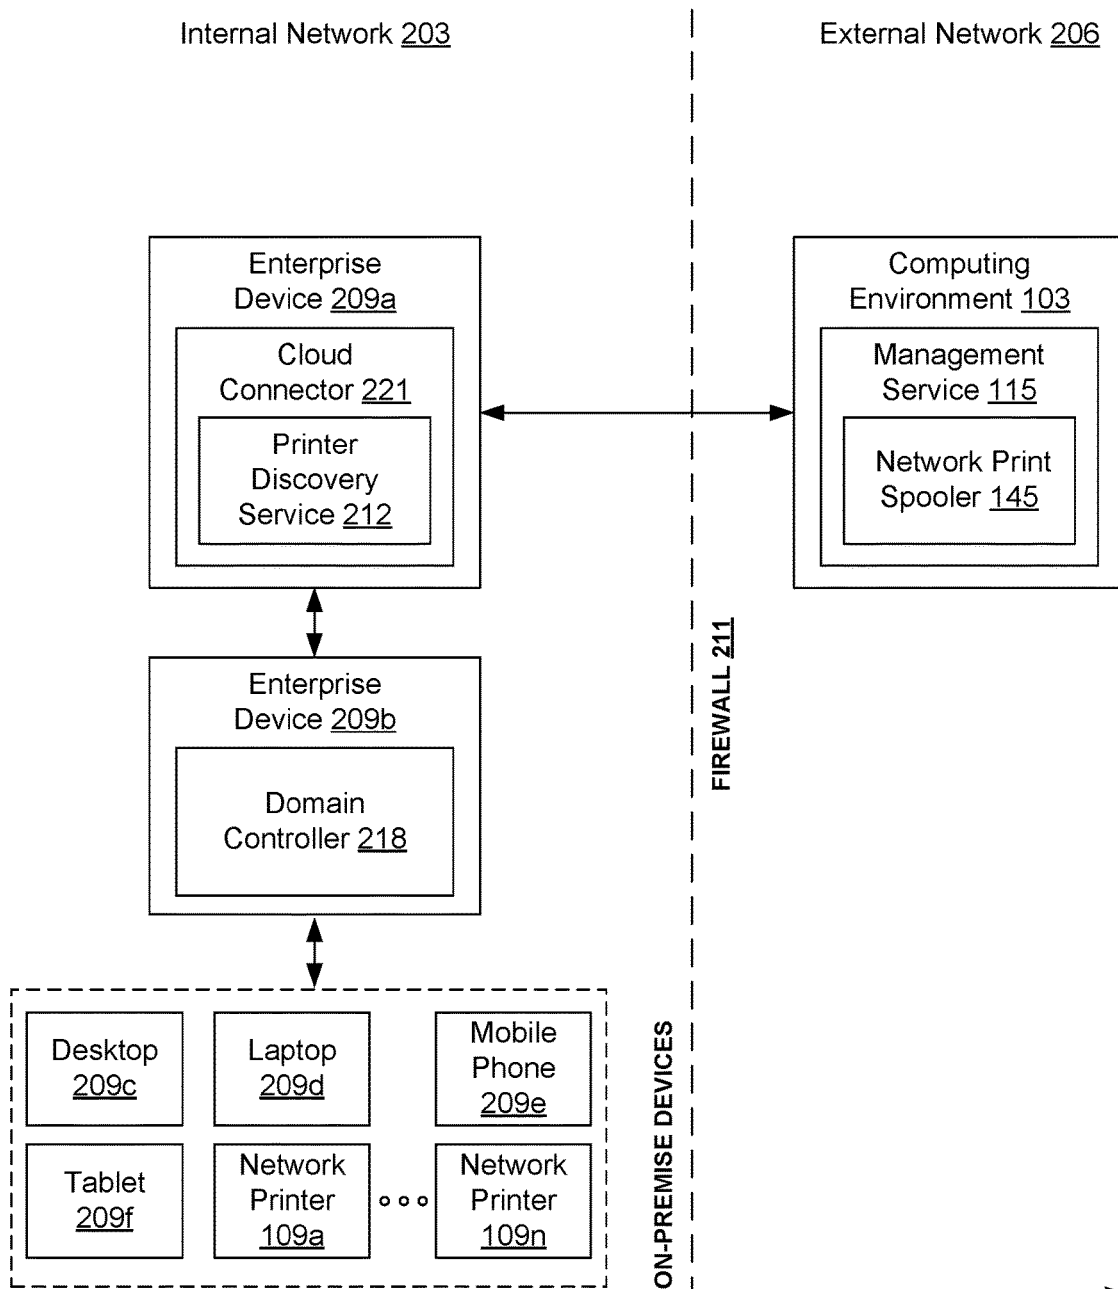 Internal Network 203
External Network 206
Enterprise
Device 209a
Cloud
Connector 221
Printer
Discovery
Service 212
Computing
Environment 103
Management
Service 115
Network Print
Spooler 145
Enterprise
Device 209b
Domain
Controller 218
FIREWALL 211
Desktop
209c
Laptop
209d
Mobile
Phone
209e
Tablet
209f
Network
Printer
109a
Network
Printer
109n
ON-PREMISE DEVICES